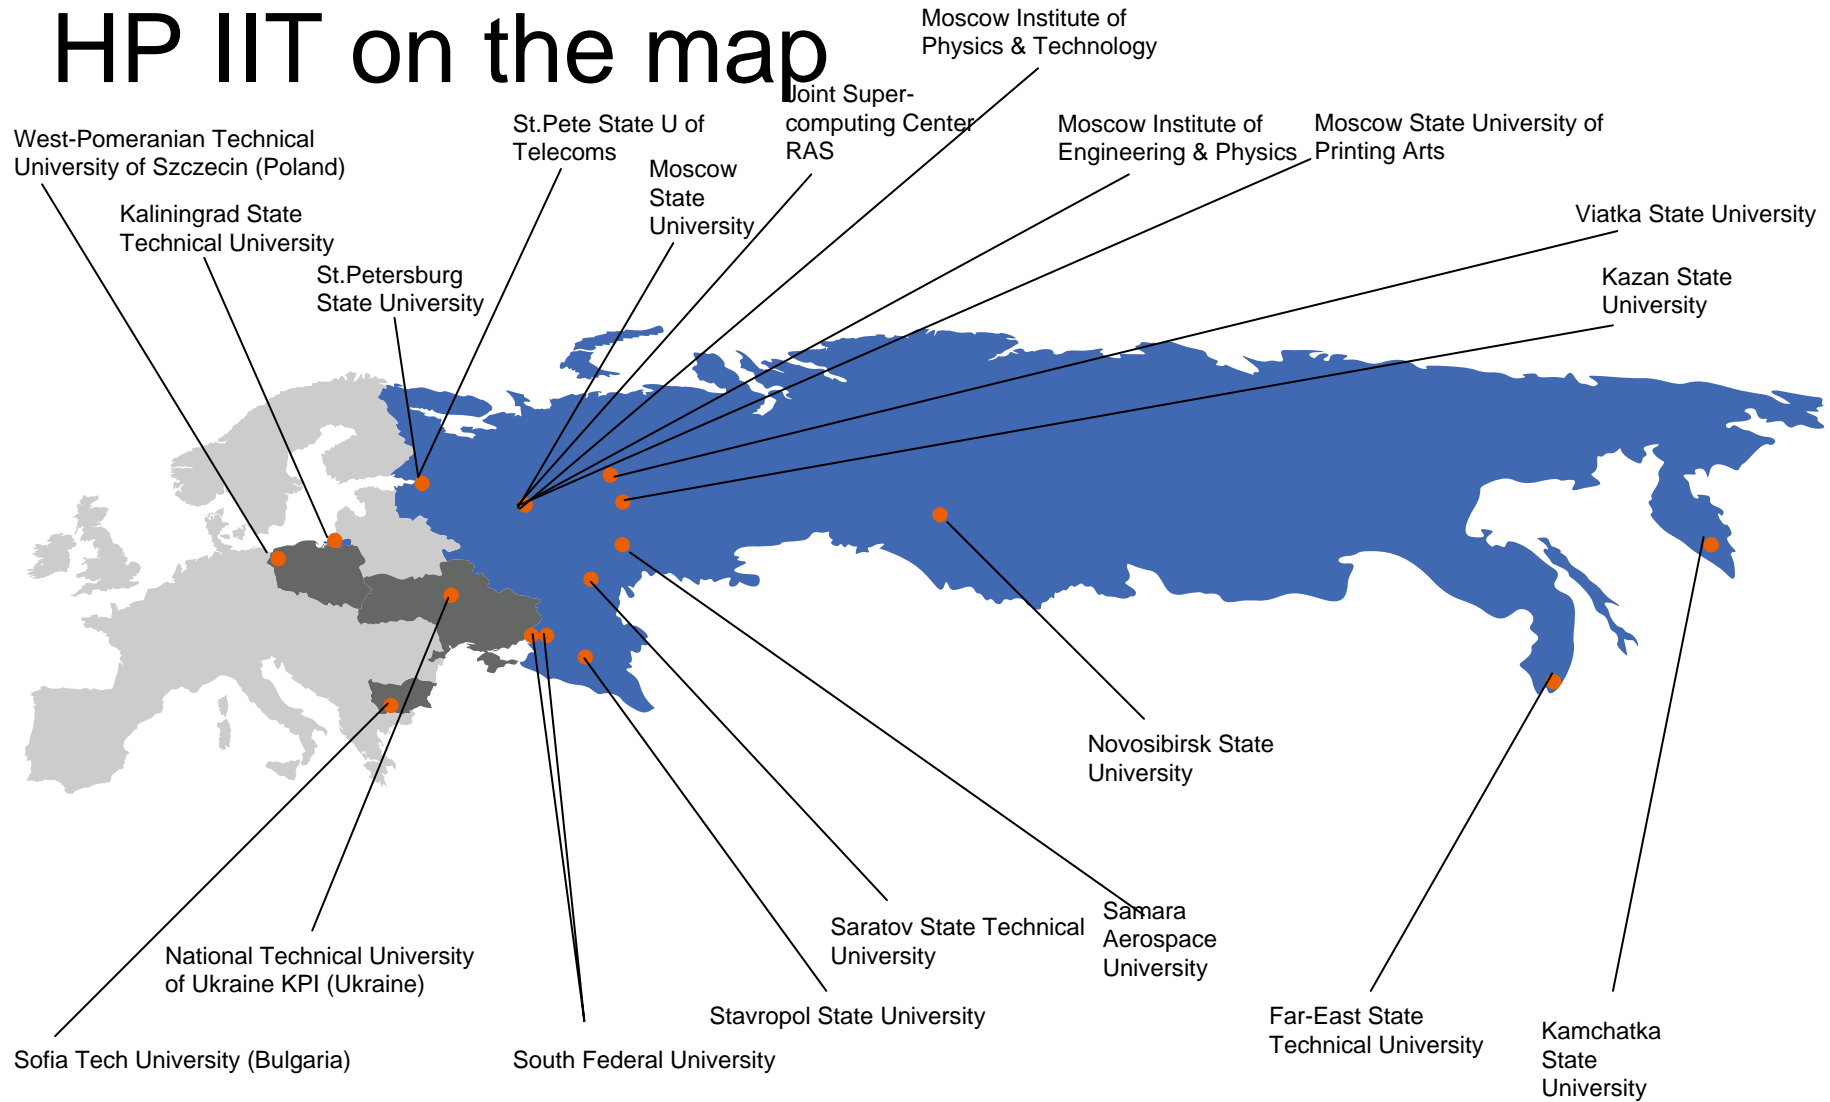 HP IIT on the map
Moscow Institute of
Physics & Technology
Joint Super-
computing Center
RAS
St.Pete State U of
Telecoms
Moscow Institute of
Engineering & Physics
Moscow State University of
Printing Arts
West-Pomeranian Technical
University of Szczecin (Poland)
Moscow
State
University
Kaliningrad State
Technical University
Viatka State University
St.Petersburg
State University
Kazan State
University
Novosibirsk State
University
Saratov State Technical
University
Samara
Aerospace
University
National Technical University
of Ukraine KPI (Ukraine)
Stavropol State University
Far-East State
Technical University
Kamchatka
State
University
Sofia Tech University (Bulgaria)
South Federal University